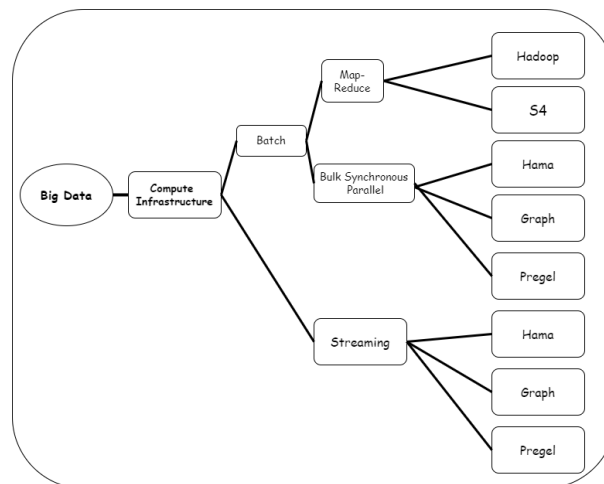 Big Data
Compute
Infrastructure
Batch
Map-
Reduce
Hadoop
S4
Bulk Synchronous
Parallel
Hama
Graph
Pregel
Streaming
Hama
Graph
Pregel